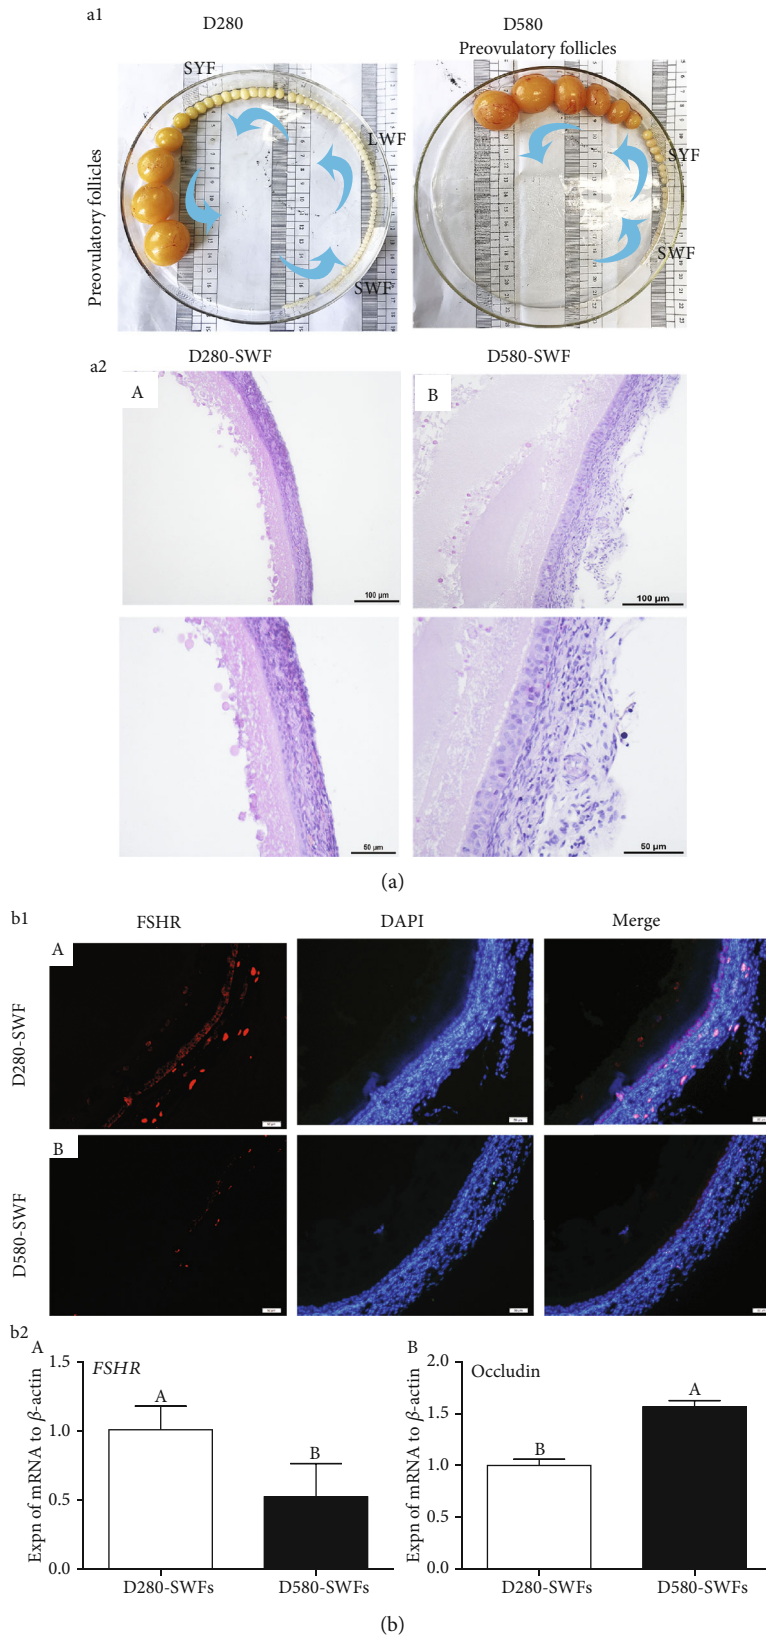 a1
D280
D580
Preovulatory follicles
SYF
LWF
SWF
Preovulatory follicles
SYF
SWF
a2
D280-SWF
D580-SWF
A
B
100 µm
100 µm
50 µm
50 µm
(a)
b1
FSHR
DAPI
Merge
A
D280-SWF
B
D580-SWF
b2
A
FSHR
Expn of mRNA to β-actin
1.5
1.0
0.5
0.0
A
B
D280-SWFs
D580-SWFs
B
Occludin
Expn of mRNA to β-actin
2.0
1.5
1.0
0.5
0.0
B
A
D280-SWFs
D580-SWFs
(b)